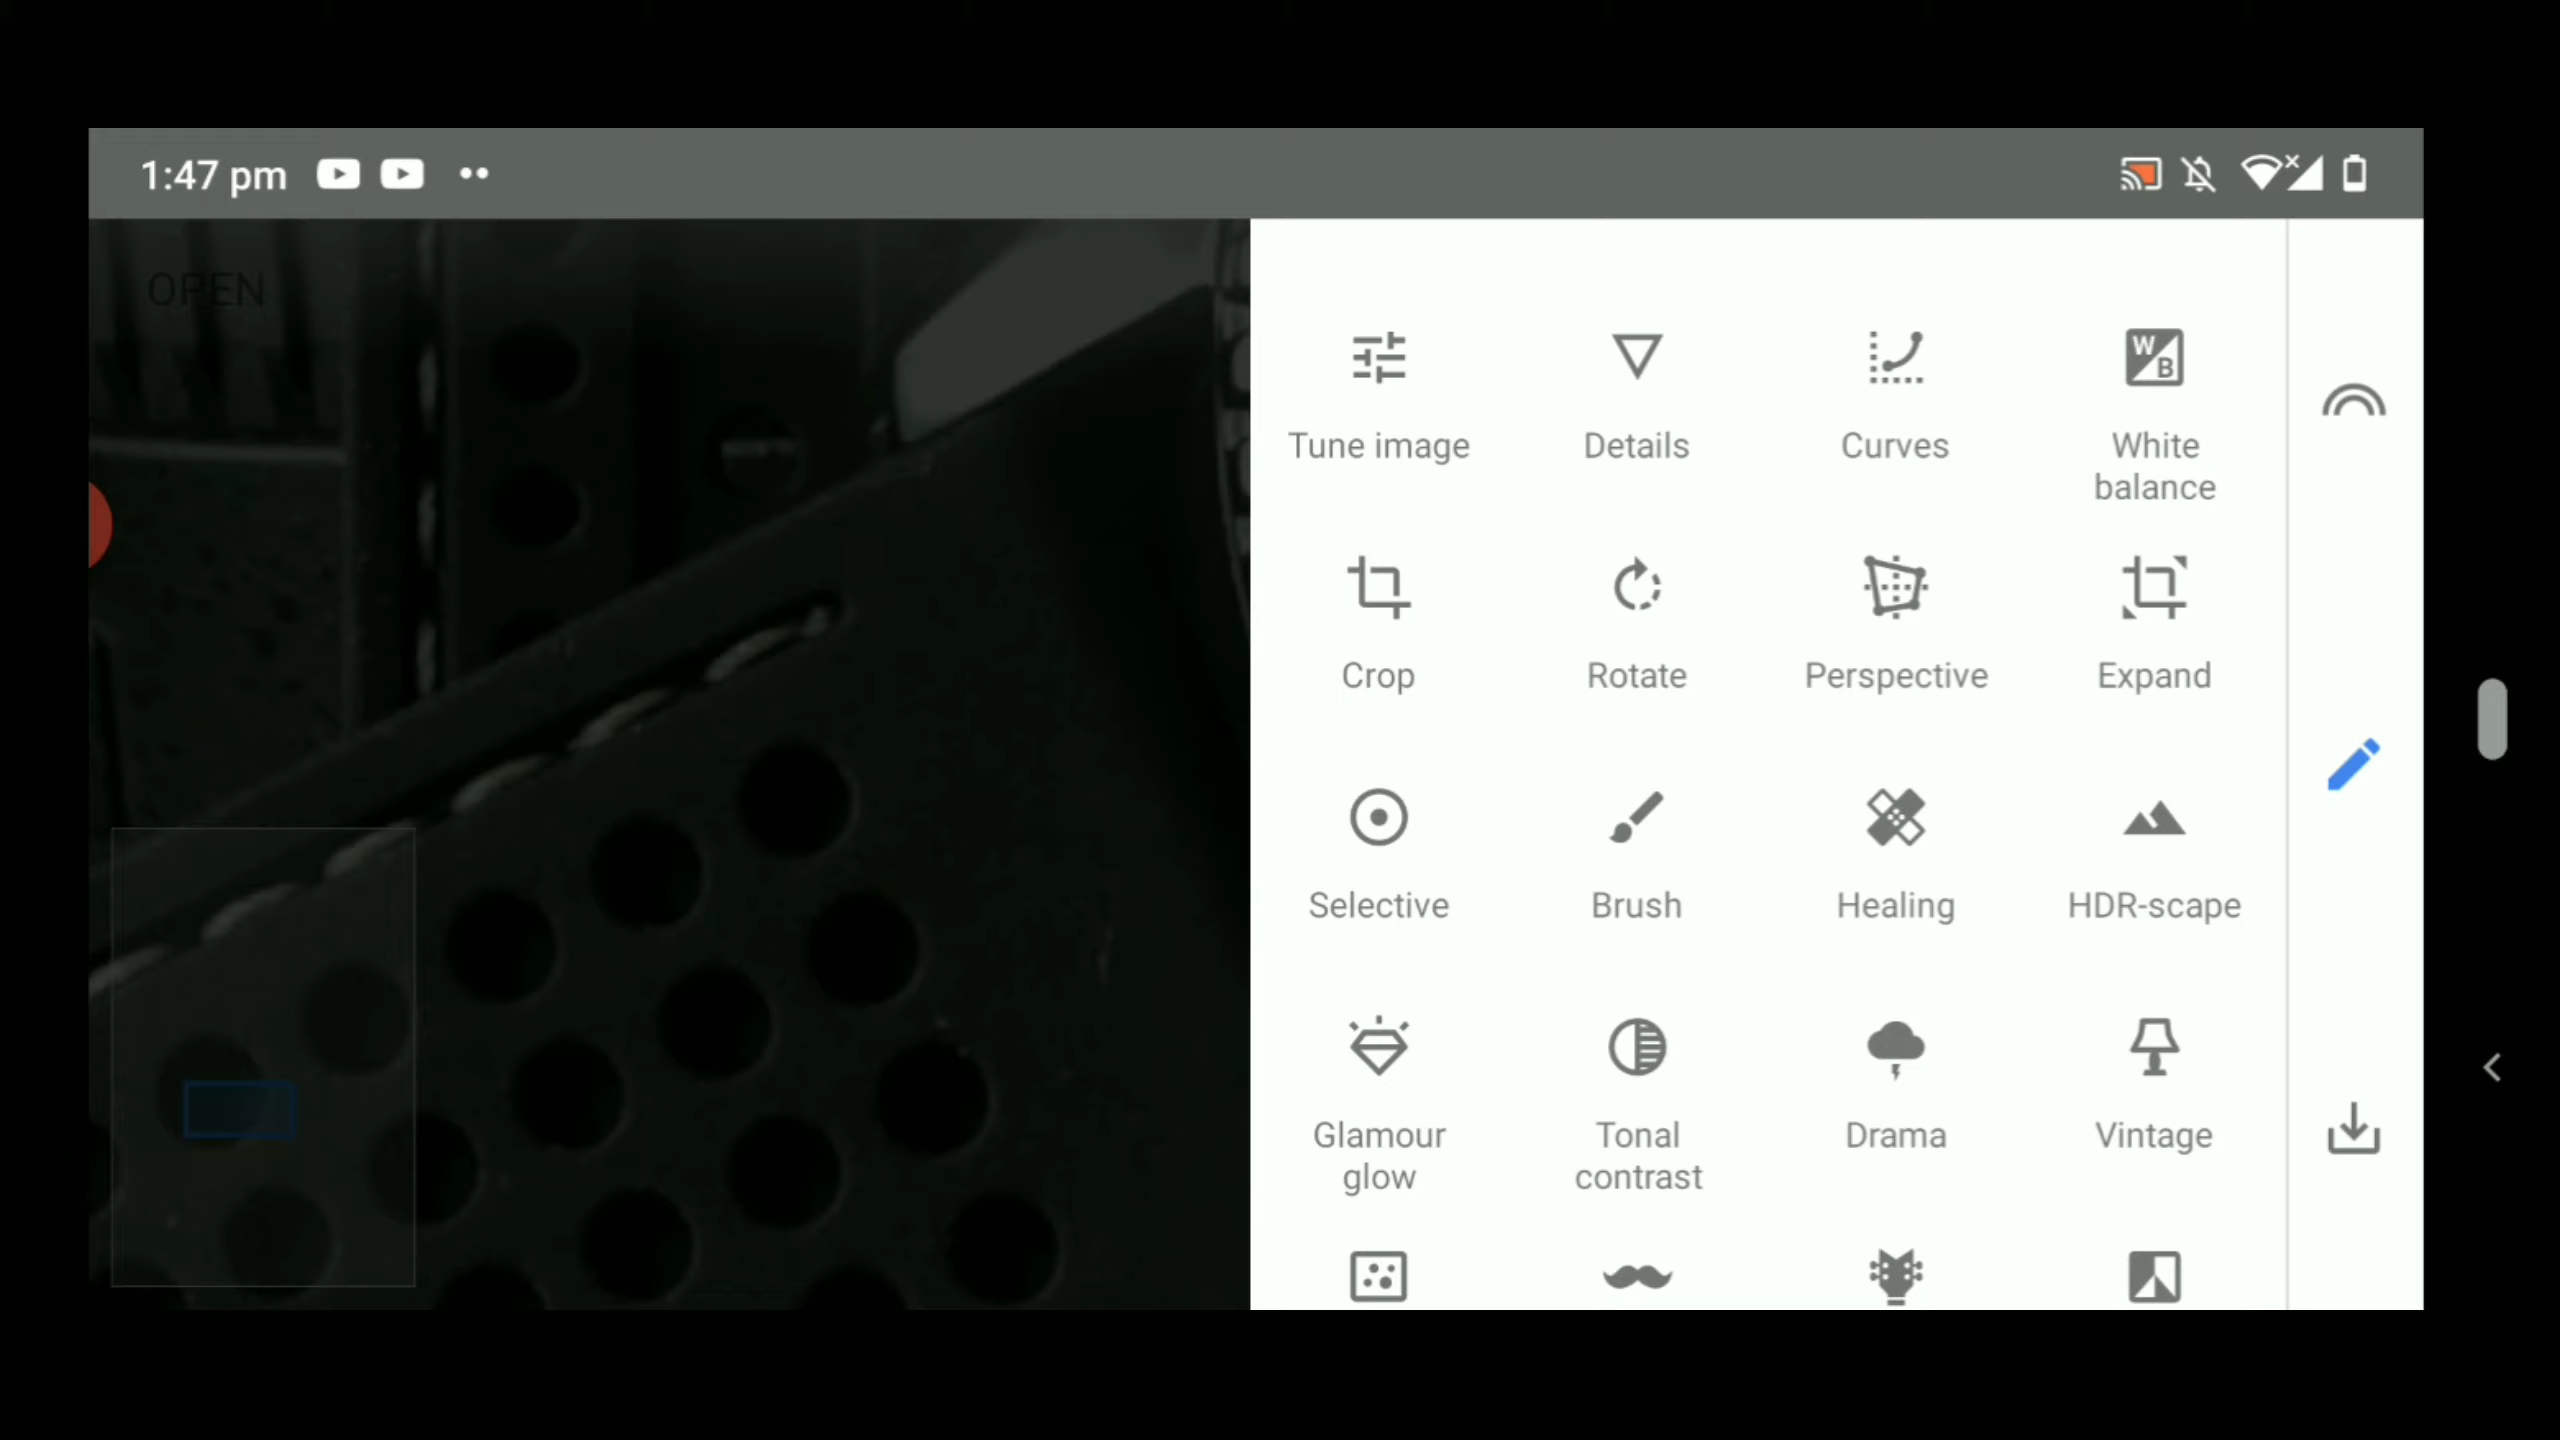 1:47 pm
OPEN
Tune image
Details
Curves
W
B
White
balance
Crop
Rotate
Perspective
Expand
Selective
Brush
Healing
HDR-scape
Glamour
glow
Tonal
contrast
Drama
Vintage